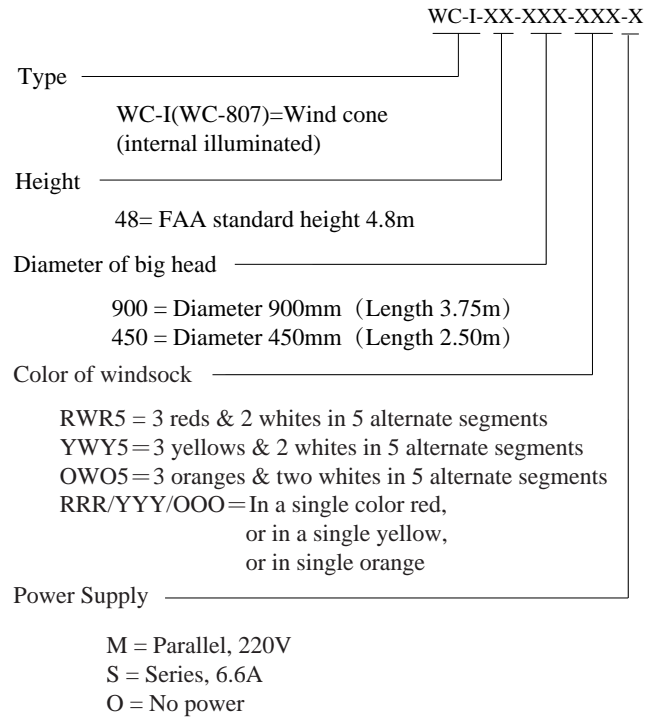 WC-I-XX-XXX-XXX-X
Type
WC-I(WC-807)=Wind cone
(internal illuminated)
Height
48= FAA standard height 4.8m
Diameter of big head
900 = Diameter 900mm（Length 3.75m）
450 = Diameter 450mm（Length 2.50m）
Color of windsock
RWR5 = 3 reds & 2 whites in 5 alternate segments
YWY5＝3 yellows & 2 whites in 5 alternate segments
OWO5＝3 oranges & two whites in 5 alternate segments
RRR/YYY/OOO＝In a single color red,
or in a single yellow,
or in single orange
Power Supply
M = Parallel, 220V
S = Series, 6.6A
O = No power